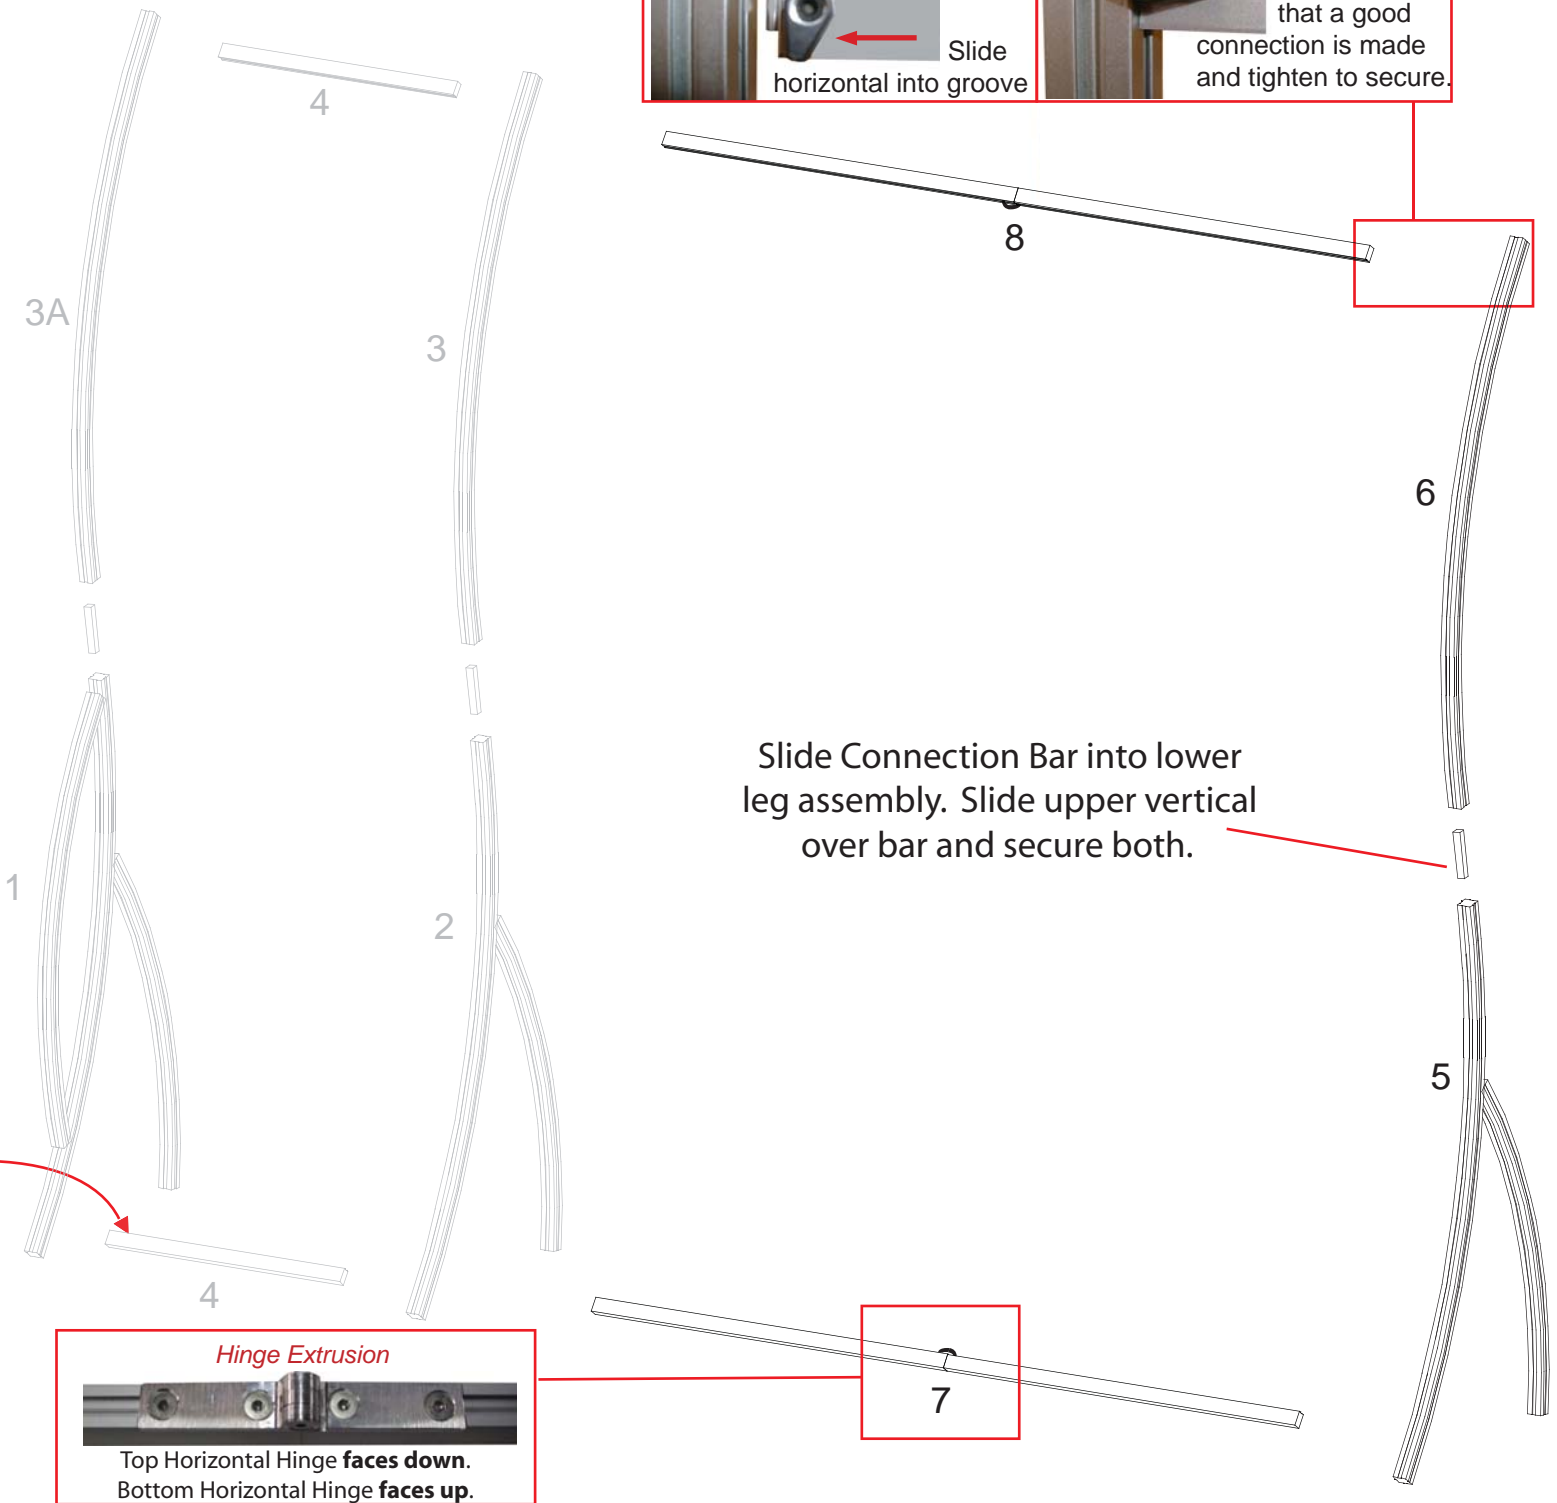 Slide
horizontal into groove
that a good
connection is made
and tighten to secure.
4
8
3A
3
6
Slide Connection Bar into lower
leg assembly.  Slide upper vertical
over bar and secure both.
1
2
5
4
7
Hinge Extrusion
Top Horizontal Hinge faces down.
Bottom Horizontal Hinge faces up.